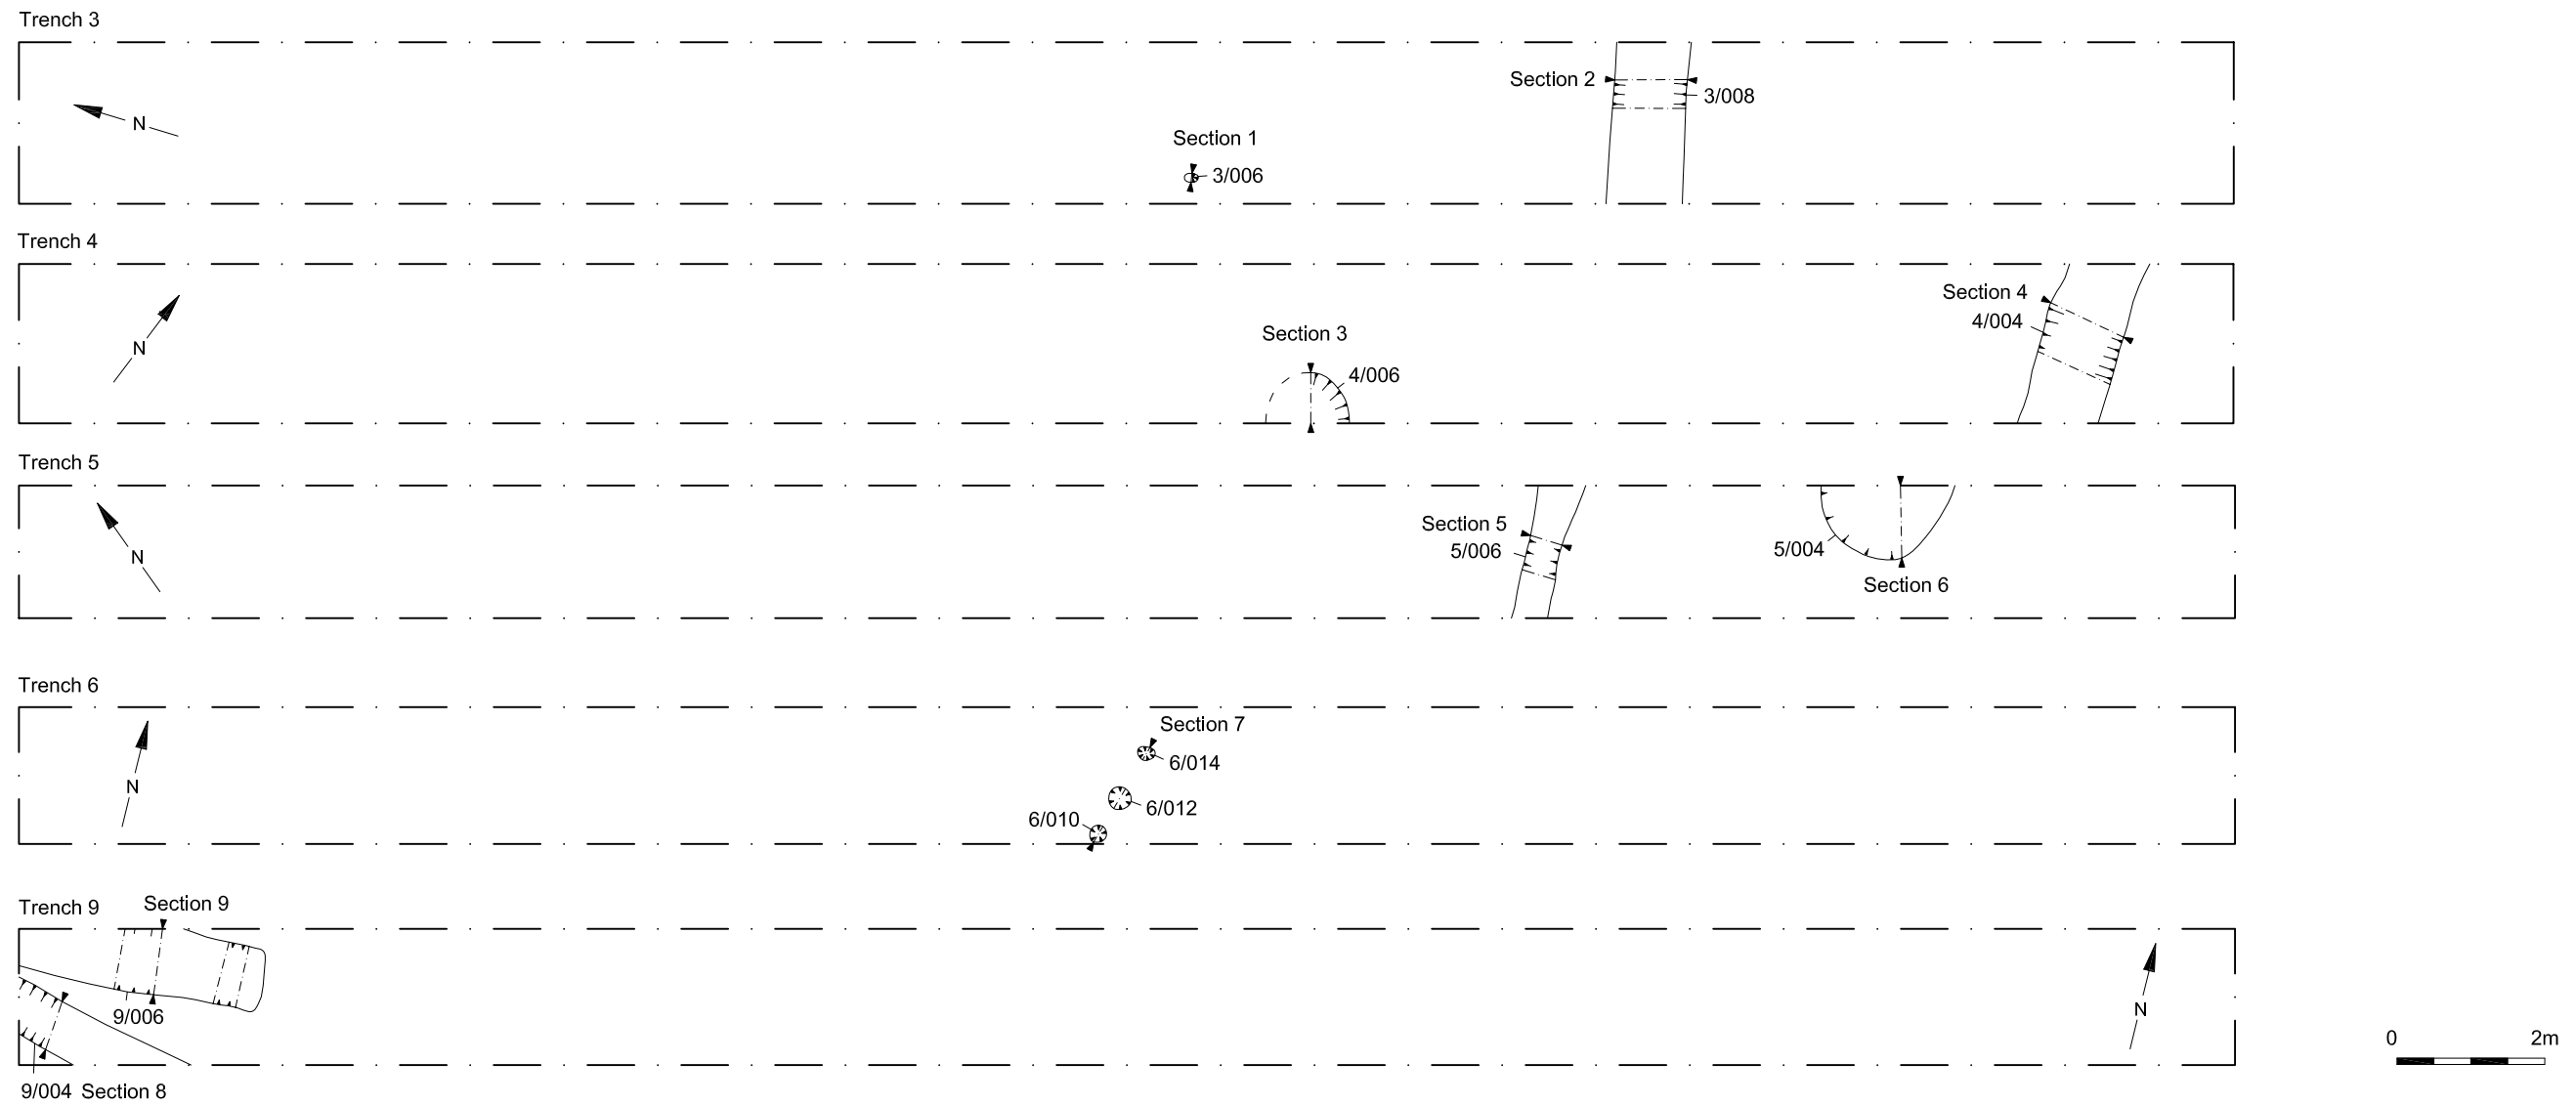 Trench 3
N
Section 1
3/006
Section 2
3/008
Trench 4
N
Section 3
4/006
Section 4
4/004
Trench 5
N
Section 5
5/006
5/004
Section 6
Trench 6
N
Section 7
6/014
6/012
6/010
Trench 9
Section 9
9/006
9/004 Section 8
N
0 2m